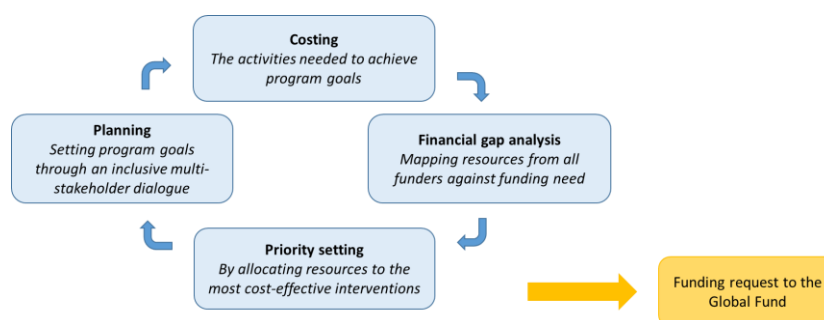 Costing
The activities needed to achieve
program goals
Planning
Setting program goals
through an inclusive multi-
stakeholder dialogue
Financial gap analysis
Mapping resources from all
funders against funding need
Priority setting
By allocating resources to the
most cost-effective interventions
Funding request to the
Global Fund